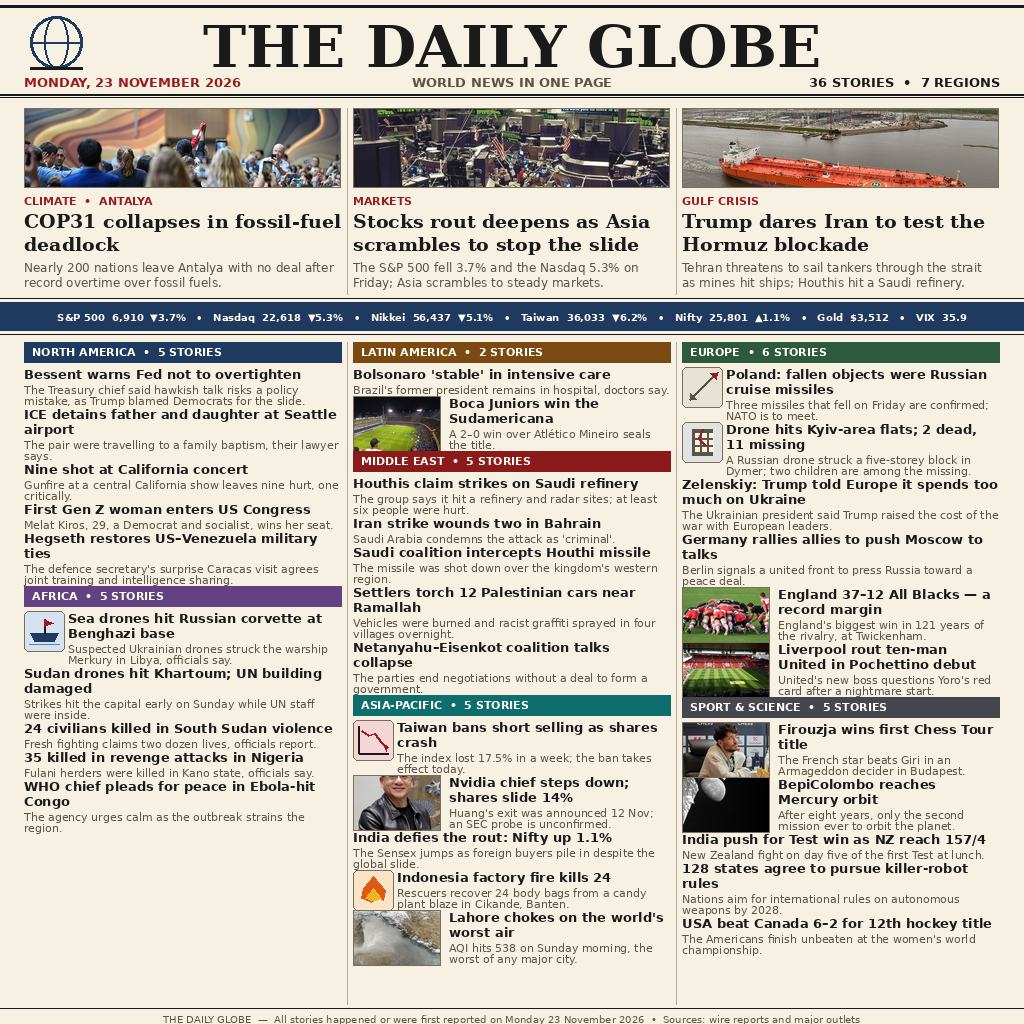 THE DAILY GLOBE
MONDAY, 23 NOVEMBER 2026
WORLD NEWS IN ONE PAGE
36 STORIES • 7 REGIONS
CLIMATE • ANTALYA
COP31 collapses in fossil-fuel
deadlock
Nearly 200 nations leave Antalya with no deal after
record overtime over fossil fuels.
MARKETS
Stocks rout deepens as Asia
scrambles to stop the slide
The S&P 500 fell 3.7% and the Nasdaq 5.3% on
Friday; Asia scrambles to steady markets.
GULF CRISIS
Trump dares Iran to test the
Hormuz blockade
Tehran threatens to sail tankers through the strait
as mines hit ships; Houthis hit a Saudi refinery.
S&P 500 6,910 ▼3.7% • Nasdaq 22,618 ▼5.3% • Nikkei 56,437 ▼5.1% • Taiwan 36,033 ▼6.2% • Nifty 25,801 ▲1.1% • Gold $3,512 • VIX 35.9
NORTH AMERICA • 5 STORIES
Bessent warns Fed not to overtighten
The Treasury chief said hawkish talk risks a policy
mistake, as Trump blamed Democrats for the slide.
ICE detains father and daughter at Seattle
airport
The pair were travelling to a family baptism, their lawyer
says.
Nine shot at California concert
Gunfire at a central California show leaves nine hurt, one
critically.
First Gen Z woman enters US Congress
Melat Kiros, 29, a Democrat and socialist, wins her seat.
Hegseth restores US–Venezuela military
ties
The defence secretary's surprise Caracas visit agrees
joint training and intelligence sharing.
AFRICA • 5 STORIES
Sea drones hit Russian corvette at
Benghazi base
Suspected Ukrainian drones struck the warship
Merkury in Libya, officials say.
Sudan drones hit Khartoum; UN building
damaged
Strikes hit the capital early on Sunday while UN staff
were inside.
24 civilians killed in South Sudan violence
Fresh fighting claims two dozen lives, officials report.
35 killed in revenge attacks in Nigeria
Fulani herders were killed in Kano state, officials say.
WHO chief pleads for peace in Ebola-hit
Congo
The agency urges calm as the outbreak strains the
region.
LATIN AMERICA • 2 STORIES
Bolsonaro 'stable' in intensive care
Brazil's former president remains in hospital, doctors say.
Boca Juniors win the
Sudamericana
A 2–0 win over Atlético Mineiro seals
the title.
MIDDLE EAST • 5 STORIES
Houthis claim strikes on Saudi refinery
The group says it hit a refinery and radar sites; at least
six people were hurt.
Iran strike wounds two in Bahrain
Saudi Arabia condemns the attack as 'criminal'.
Saudi coalition intercepts Houthi missile
The missile was shot down over the kingdom's western
region.
Settlers torch 12 Palestinian cars near
Ramallah
Vehicles were burned and racist graffiti sprayed in four
villages overnight.
Netanyahu–Eisenkot coalition talks
collapse
The parties end negotiations without a deal to form a
government.
ASIA-PACIFIC • 5 STORIES
Taiwan bans short selling as shares
crash
The index lost 17.5% in a week; the ban takes
effect today.
Nvidia chief steps down;
shares slide 14%
Huang's exit was announced 12 Nov;
an SEC probe is unconfirmed.
India defies the rout: Nifty up 1.1%
The Sensex jumps as foreign buyers pile in despite the
global slide.
Indonesia factory fire kills 24
Rescuers recover 24 body bags from a candy
plant blaze in Cikande, Banten.
Lahore chokes on the world's
worst air
AQI hits 538 on Sunday morning, the
worst of any major city.
EUROPE • 6 STORIES
Poland: fallen objects were Russian
cruise missiles
Three missiles that fell on Friday are confirmed;
NATO is to meet.
Drone hits Kyiv-area flats; 2 dead,
11 missing
A Russian drone struck a five-storey block in
Dymer; two children are among the missing.
Zelenskiy: Trump told Europe it spends too
much on Ukraine
The Ukrainian president said Trump raised the cost of the
war with European leaders.
Germany rallies allies to push Moscow to
talks
Berlin signals a united front to press Russia toward a
peace deal.
England 37–12 All Blacks — a
record margin
England's biggest win in 121 years of
the rivalry, at Twickenham.
Liverpool rout ten-man
United in Pochettino debut
United's new boss questions Yoro's red
card after a nightmare start.
SPORT & SCIENCE • 5 STORIES
Firouzja wins first Chess Tour
title
The French star beats Giri in an
Armageddon decider in Budapest.
BepiColombo reaches
Mercury orbit
After eight years, only the second
mission ever to orbit the planet.
India push for Test win as NZ reach 157/4
New Zealand fight on day five of the first Test at lunch.
128 states agree to pursue killer-robot
rules
Nations aim for international rules on autonomous
weapons by 2028.
USA beat Canada 6–2 for 12th hockey title
The Americans finish unbeaten at the women's world
championship.
THE DAILY GLOBE — All stories happened or were first reported on Monday 23 November 2026 • Sources: wire reports and major outlets